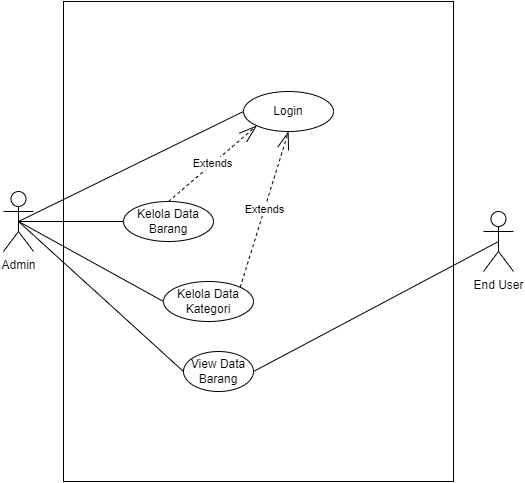 Login
Extends
Extends
Kelola Data
Barang
Admin
Kelola Data
Kategori
End User
View Data
Barang